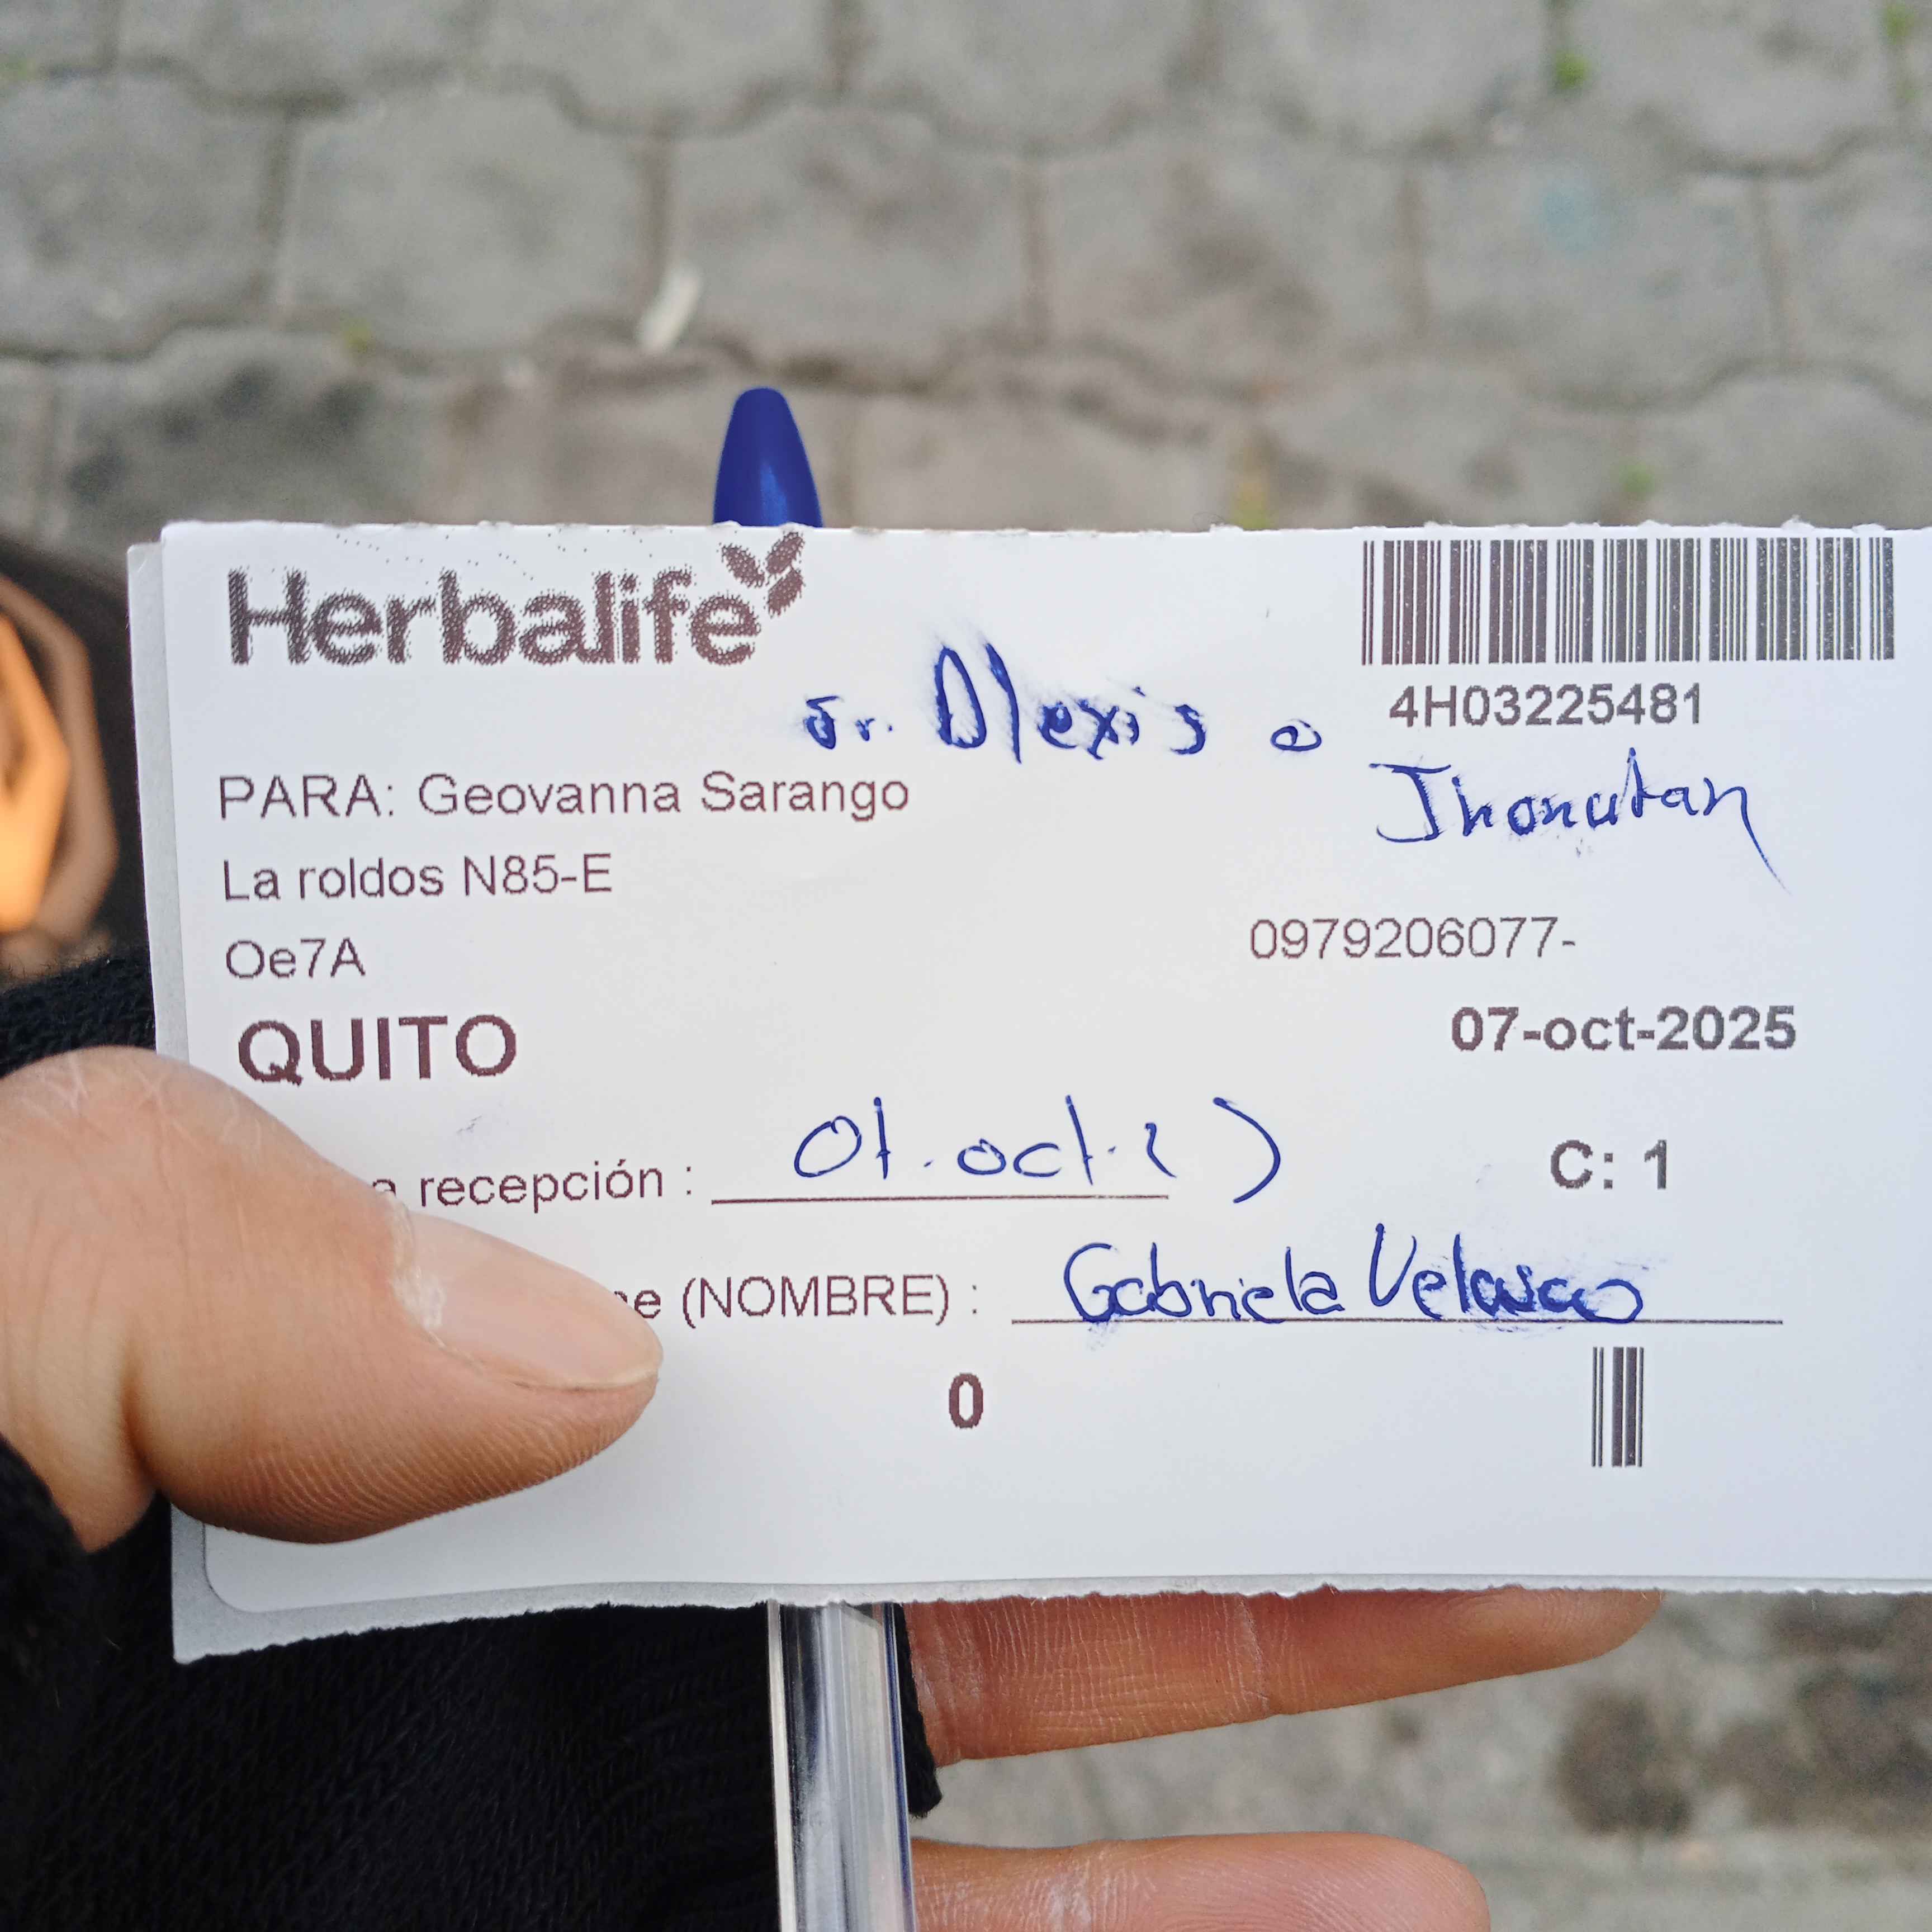 Herbalife
4H03225481
Sr. Alexis o
Jhonatan
PARA: Geovanna Sarango
La roldos N85-E
Oe7A
0979206077-
QUITO
07-oct-2025
recepción :
C: 1
(NOMBRE) : Gabriela Velasco
0